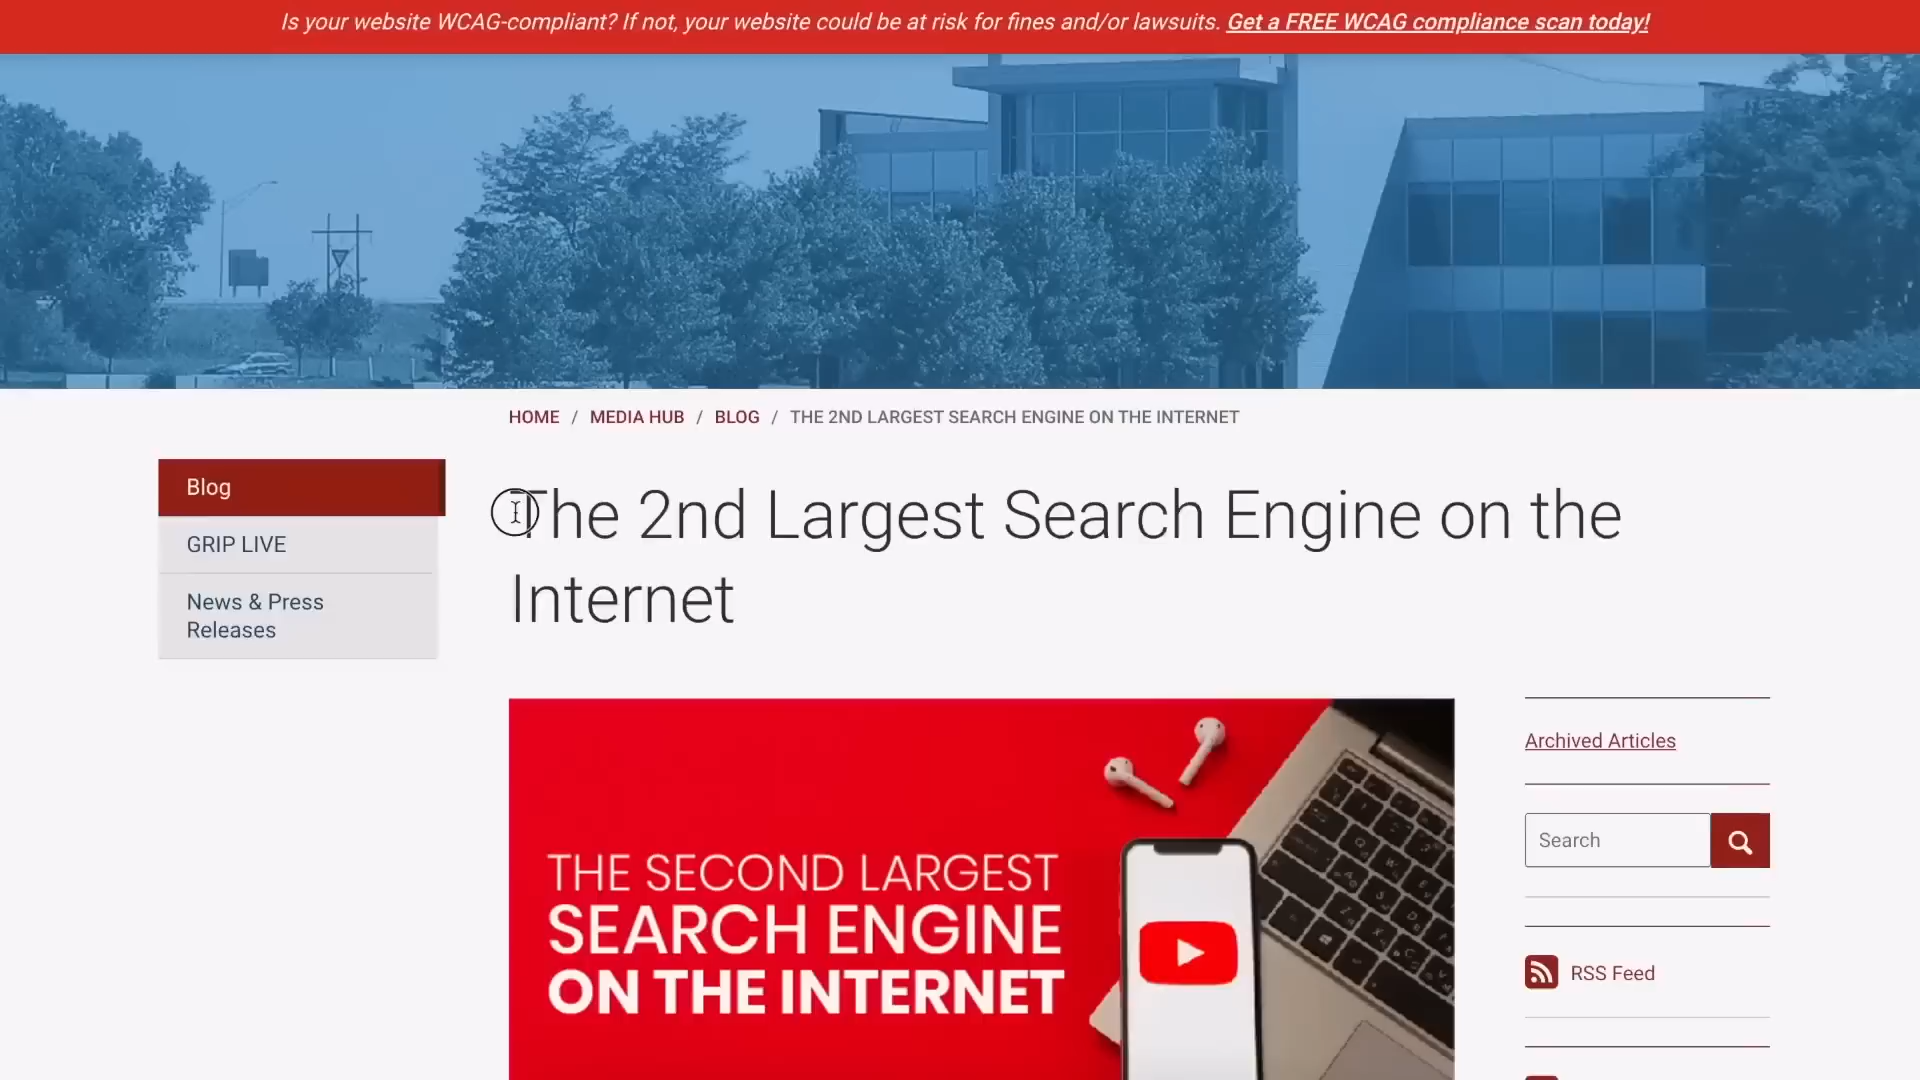 Is your website WCAG-compliant? If not, your website could be at risk for fines and/or lawsuits. Get a FREE WCAG compliance scan today!
HOME / MEDIA HUB / BLOG / THE 2ND LARGEST SEARCH ENGINE ON THE INTERNET
Blog
GRIP LIVE
News & Press
Releases
The 2nd Largest Search Engine on the
Internet
THE SECOND LARGEST
SEARCH ENGINE
ON THE INTERNET
Archived Articles
Search
RSS Feed